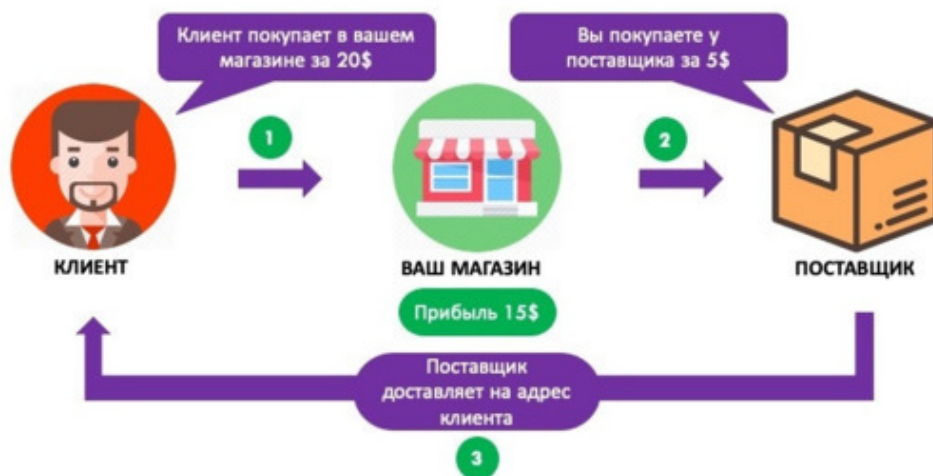 Клиент покупает в вашем
магазине за 20$
Вы покупаете у
поставщика за 5$
1
2
КЛИЕНТ
ВАШ МАГАЗИН
ПОСТАВЩИК
Прибыль 15$
Поставщик
доставляет на адрес
клиента
3